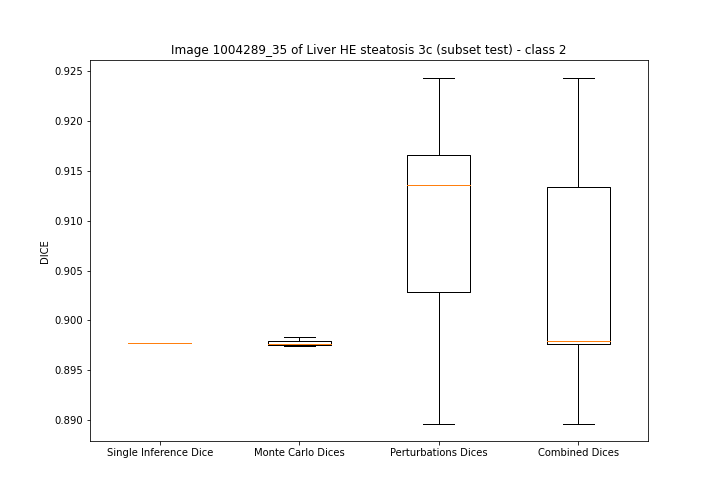 Image 1004289_35 of Liver HE steatosis 3c (subset test) - class 2
0.925
0.920
0.915
0.910
0.905
0.900
0.895
0.890
DICE
Single Inference Dice
Monte Carlo Dices
Perturbations Dices
Combined Dices